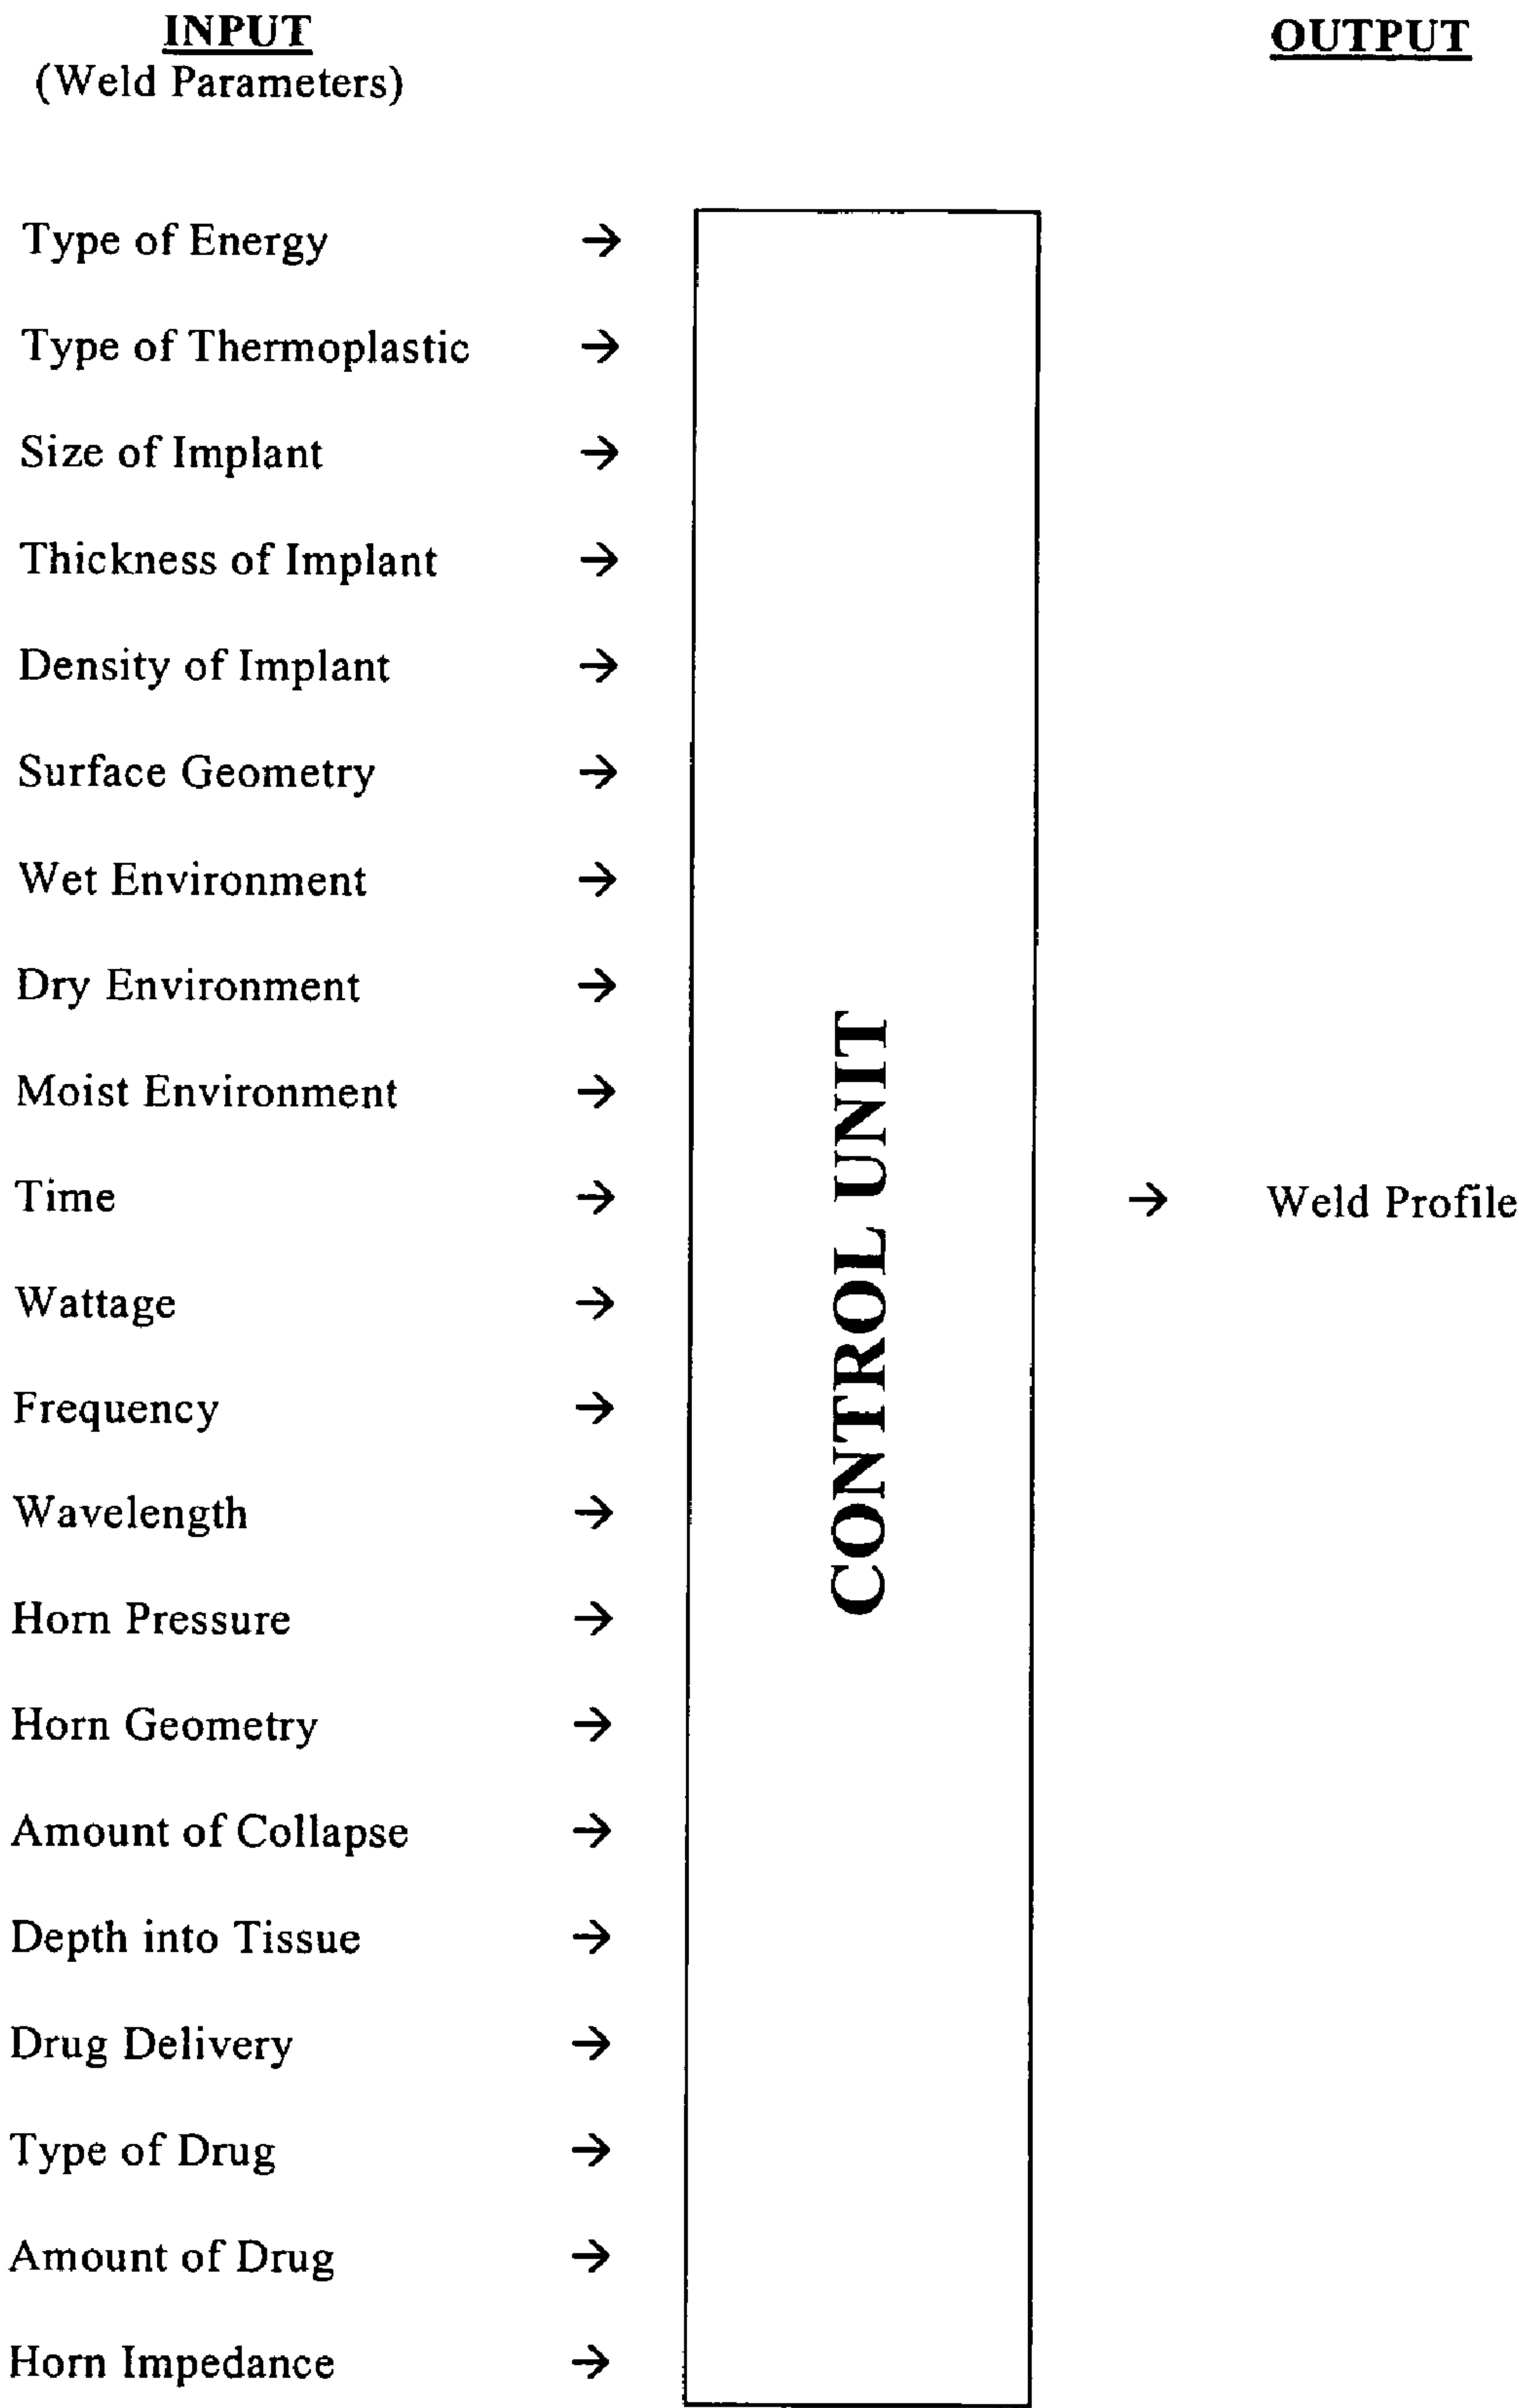 INPUT
(Weld Parameters)
OUTPUT
Type of Energy →
Type of Thermoplastic →
Size of Implant →
Thickness of Implant →
Density of Implant →
Surface Geometry →
Wet Environment →
Dry Environment →
Moist Environment →
Time →
Wattage →
Frequency →
Wavelength →
Horn Pressure →
Horn Geometry →
Amount of Collapse →
Depth into Tissue →
Drug Delivery →
Type of Drug →
Amount of Drug →
Horn Impedance →
CONTROL UNIT
→ Weld Profile